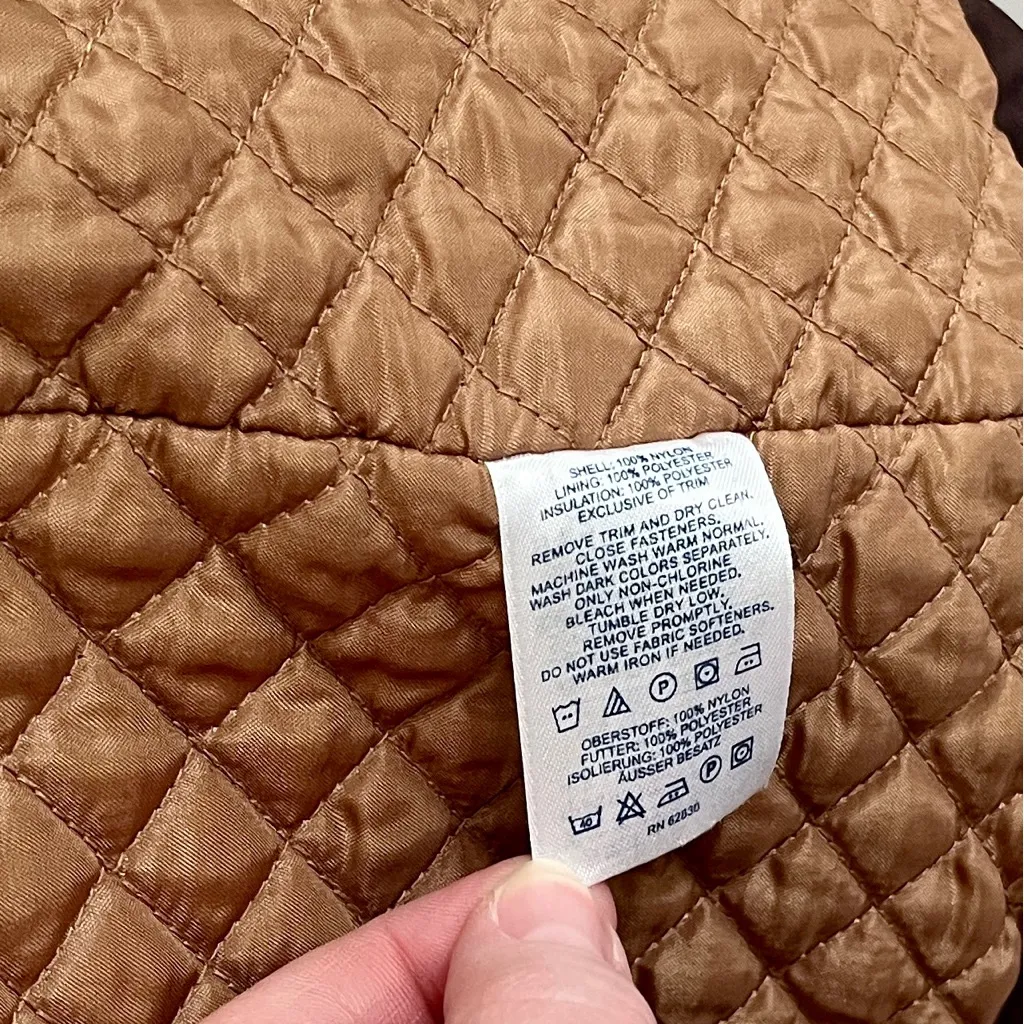 SHELL: 100% NYLON
LINING: 100% POLYESTER
INSULATION: 100% POLYESTER
EXCLUSIVE OF TRIM
REMOVE TRIM AND DRY CLEAN.
CLOSE FASTENERS.
MACHINE WASH WARM NORMAL.
WASH DARK COLORS SEPARATELY.
ONLY NON-CHLORINE
BLEACH WHEN NEEDED.
TUMBLE DRY LOW.
REMOVE PROMPTLY.
DO NOT USE FABRIC SOFTENERS.
WARM IRON IF NEEDED.
P
OBERSTOFF: 100% NYLON
FUTTER: 100% POLYESTER
ISOLIERUNG: 100% POLYESTER
ÄUSSER BESATZ
40 P
RN 62830